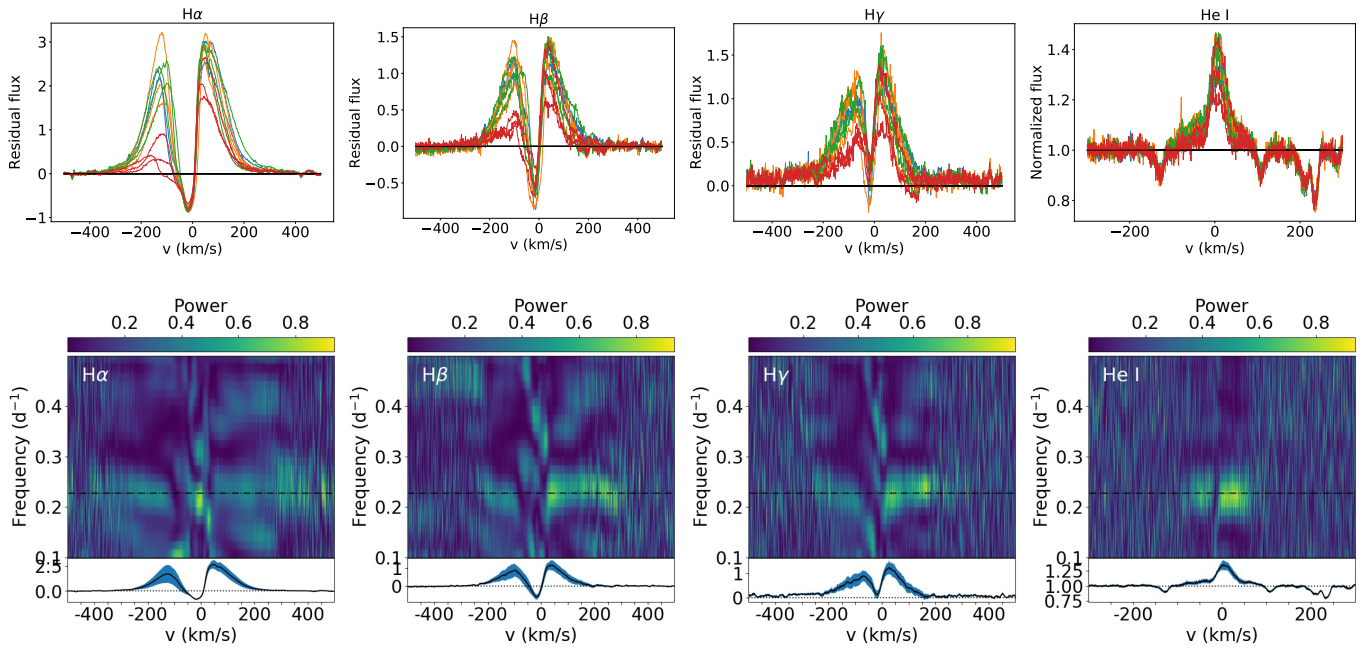 Hα
Residual flux
3
2
1
0
−1
−400 −200 0 200 400
v (km/s)
Hβ
Residual flux
1.5
1.0
0.5
0.0
−0.5
−400 −200 0 200 400
v (km/s)
Hγ
Residual flux
1.5
1.0
0.5
0.0
−400 −200 0 200 400
v (km/s)
He I
Normalized flux
1.4
1.2
1.0
0.8
−200 0 200
v (km/s)
Power
0.2 0.4 0.6 0.8
Hα
Frequency (d⁻¹)
0.4
0.3
0.2
0.1
2.5
0.0
−400 −200 0 200 400
v (km/s)
Power
0.2 0.4 0.6 0.8
Hβ
Frequency (d⁻¹)
0.4
0.3
0.2
0.1
1
0
−400 −200 0 200 400
v (km/s)
Power
0.2 0.4 0.6 0.8
Hγ
Frequency (d⁻¹)
0.4
0.3
0.2
0.1
1
0
−400 −200 0 200 400
v (km/s)
Power
0.2 0.4 0.6 0.8
He I
Frequency (d⁻¹)
0.4
0.3
0.2
0.1
1.25
1.00
0.75
−200 0 200
v (km/s)